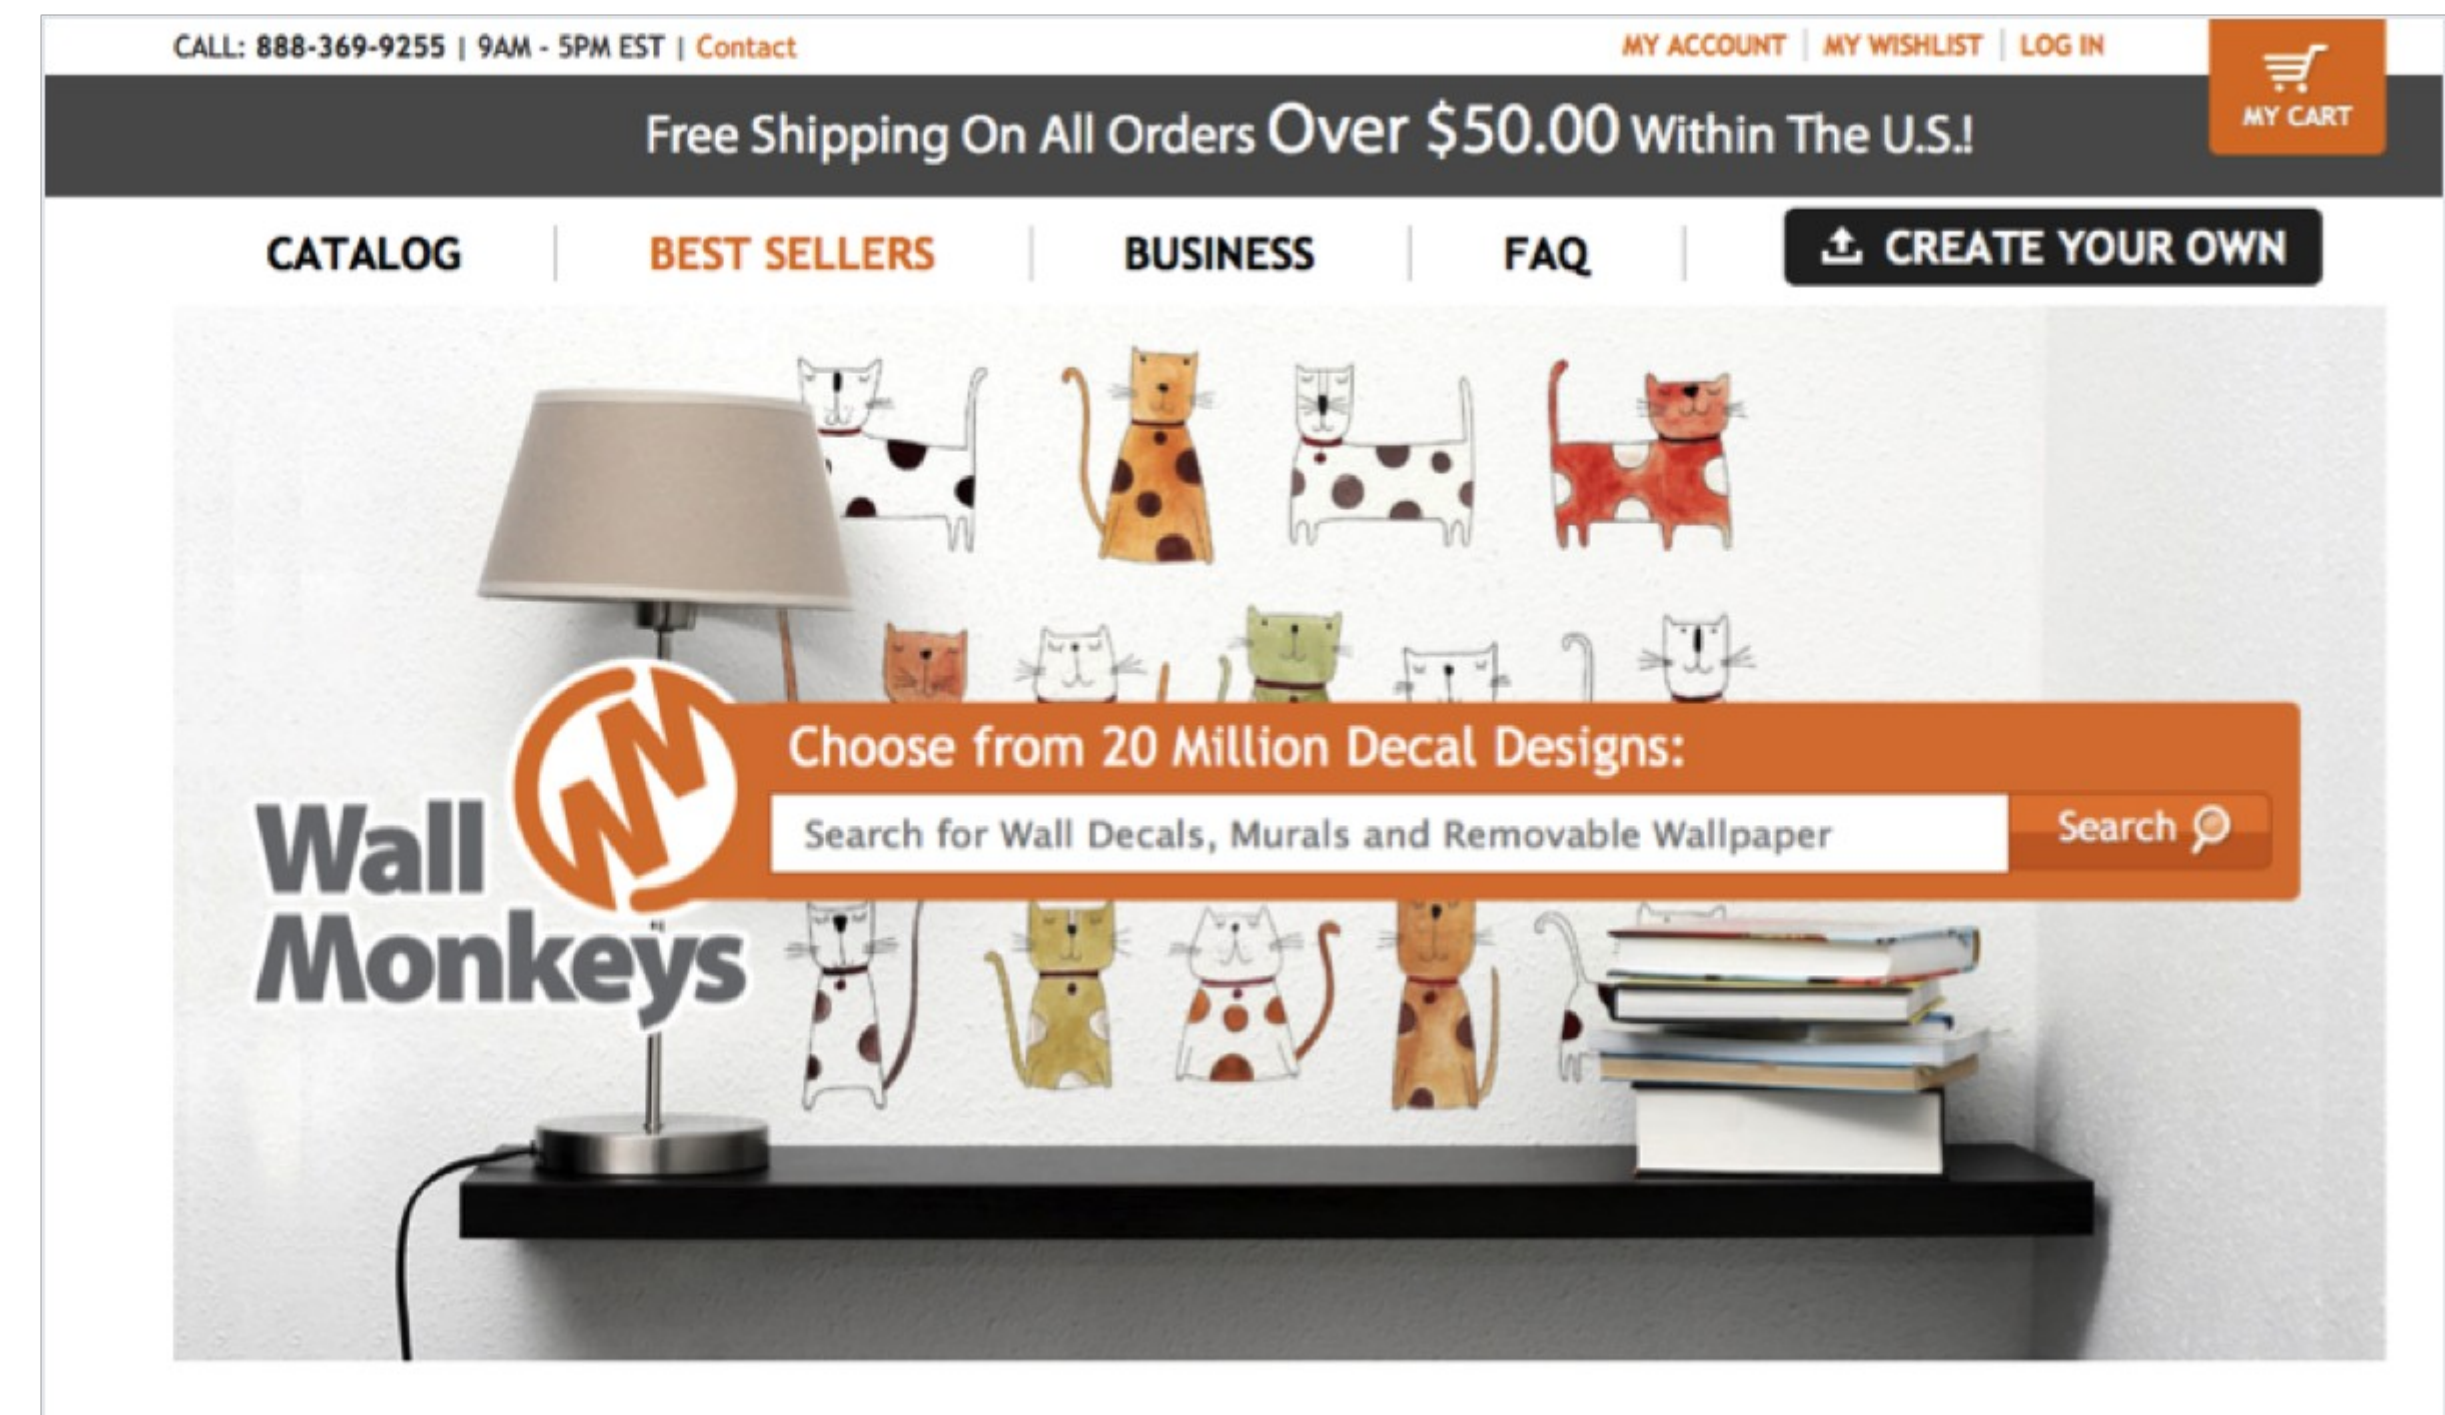 CALL: 888-369-9255 | 9AM - 5PM EST | Contact
MY ACCOUNT | MY WISHLIST | LOG IN
MY CART
Free Shipping On All Orders Over $50.00 Within The U.S.!
CATALOG | BEST SELLERS | BUSINESS | FAQ | CREATE YOUR OWN
Wall
Monkeys
Choose from 20 Million Decal Designs:
Search for Wall Decals, Murals and Removable Wallpaper
Search